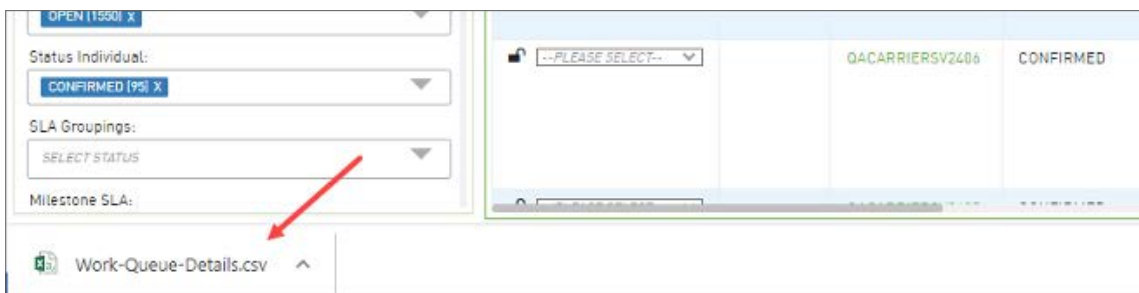 OPEN [1550] X
Status Individual:
CONFIRMED [95] X
SLA Groupings:
SELECT STATUS
Milestone SLA:
--PLEASE SELECT-- QACARRIERSV2406 CONFIRMED
Work-Queue-Details.csv